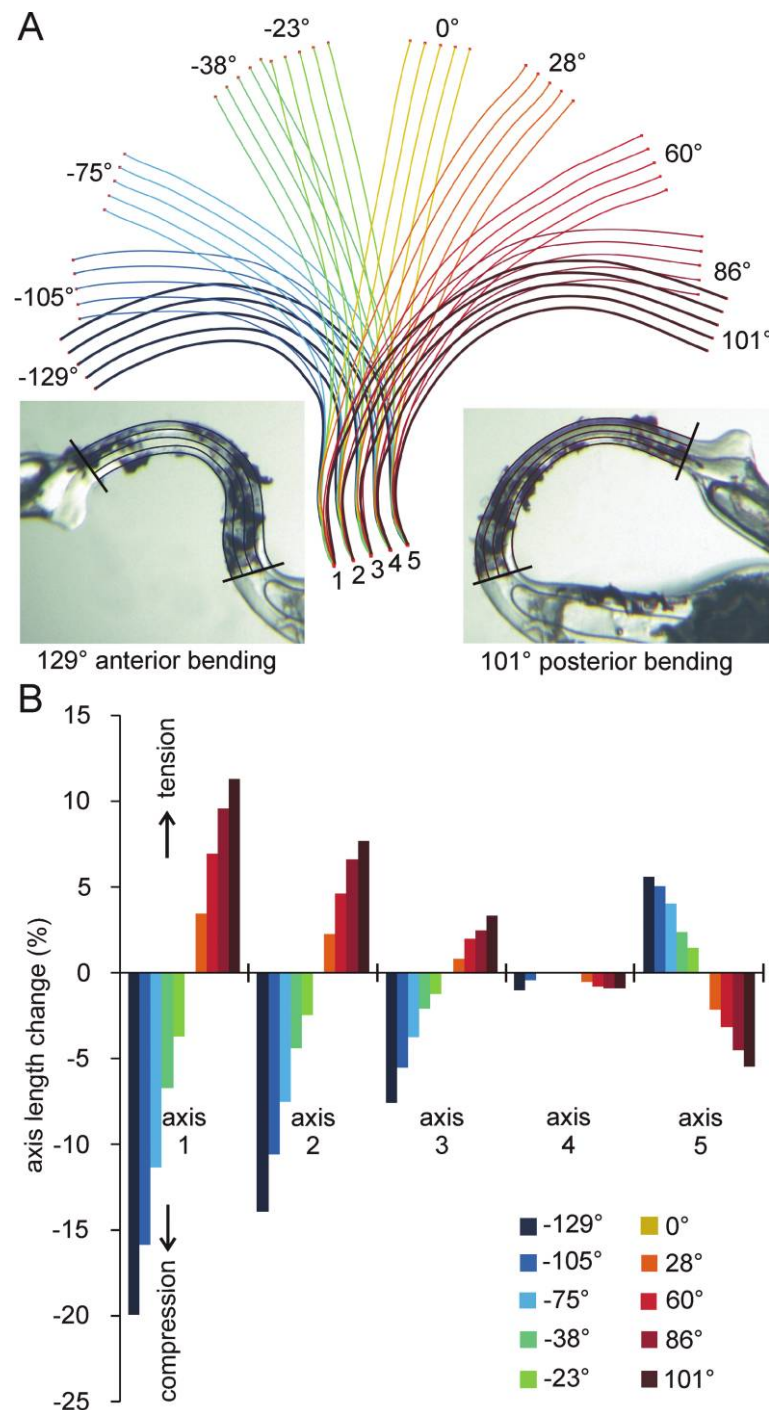 A
-23°
0°
-38°
28°
-75°
60°
-105°
86°
-129°
101°
1 2 3 4 5
129° anterior bending
101° posterior bending
B
axis length change (%)
15
10
5
0
-5
-10
-15
-20
-25
tension
compression
axis 1
axis 2
axis 3
axis 4
axis 5
-129°
-105°
-75°
-38°
-23°
0°
28°
60°
86°
101°